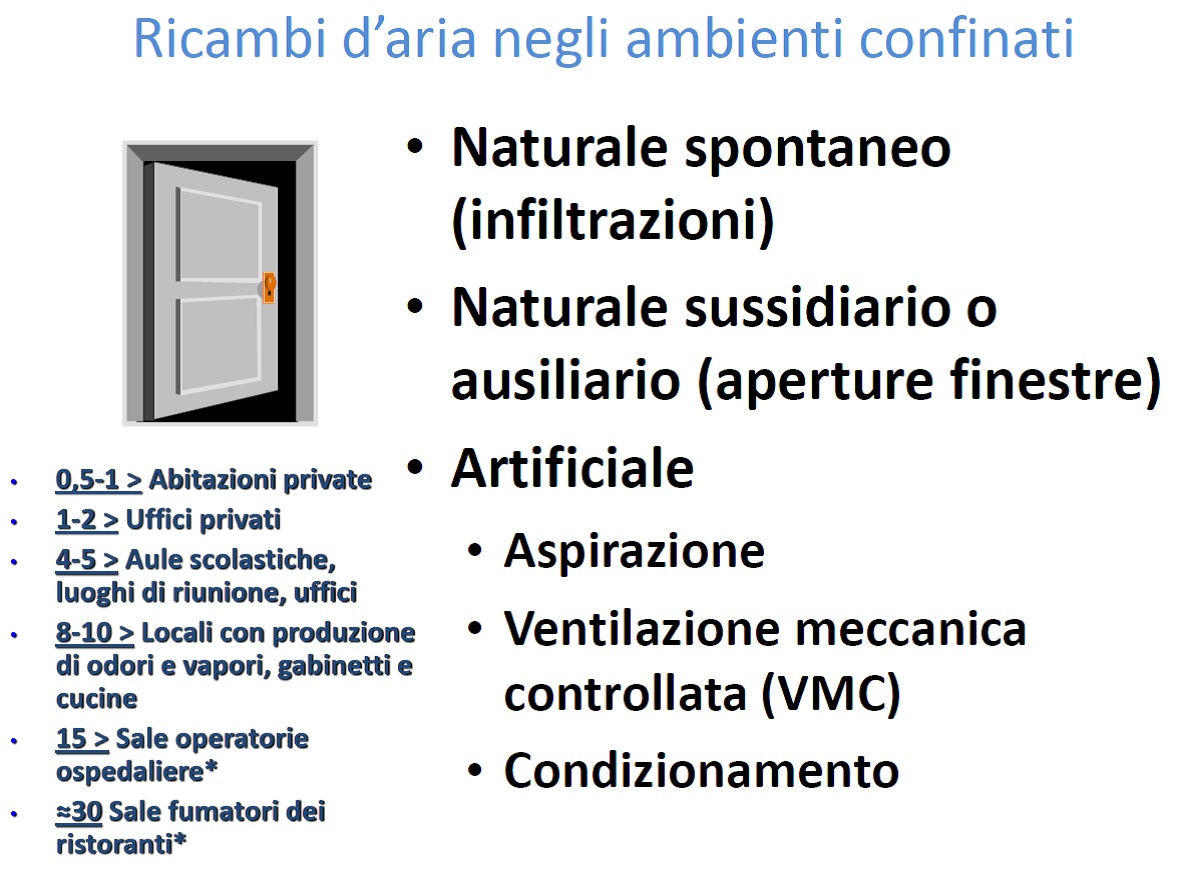 Ricambi d’aria negli ambienti confinati
• Naturale spontaneo
(infiltrazioni)
• Naturale sussidiario o
ausiliario (aperture finestre)
• Artificiale
• Aspirazione
• Ventilazione meccanica
controllata (VMC)
• Condizionamento
• 0,5-1 > Abitazioni private
• 1-2 > Uffici privati
• 4-5 > Aule scolastiche,
luoghi di riunione, uffici
• 8-10 > Locali con produzione
di odori e vapori, gabinetti e
cucine
• 15 > Sale operatorie
ospedaliere*
• ≈30 Sale fumatori dei
ristoranti*